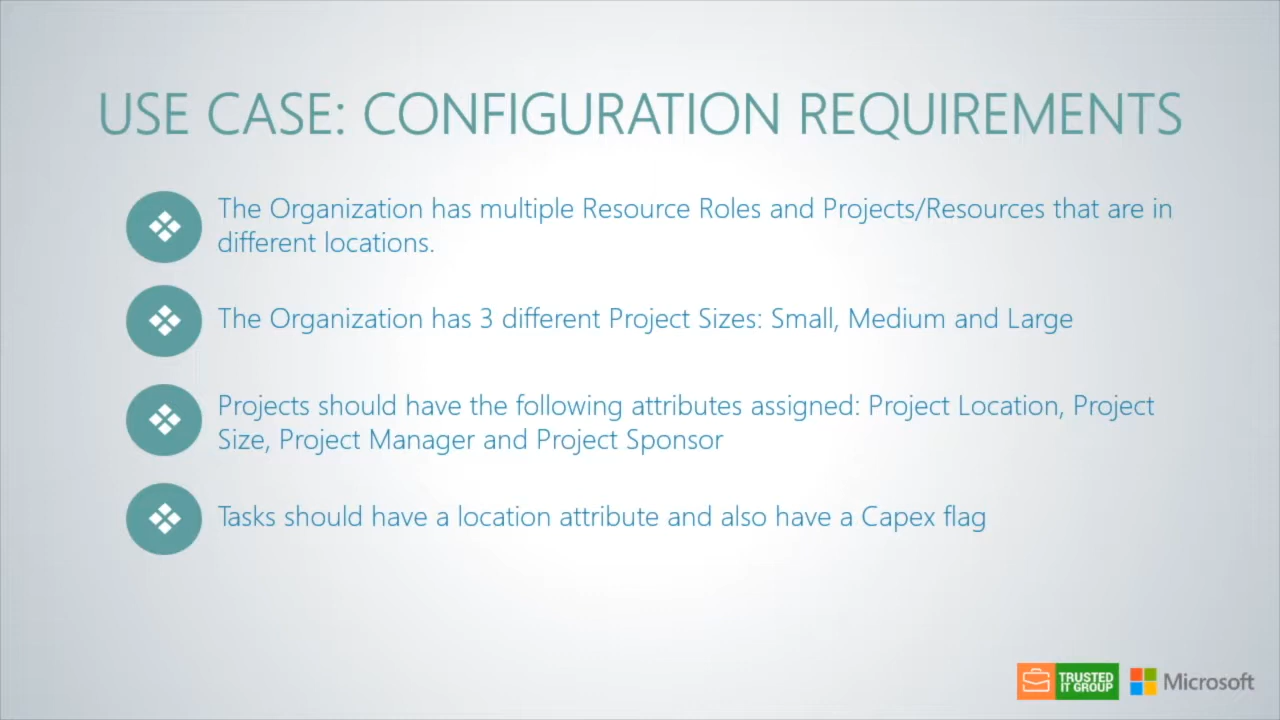 USE CASE: CONFIGURATION REQUIREMENTS
The Organization has multiple Resource Roles and Projects/Resources that are in
different locations.
The Organization has 3 different Project Sizes: Small, Medium and Large
Projects should have the following attributes assigned: Project Location, Project
Size, Project Manager and Project Sponsor
Tasks should have a location attribute and also have a Capex flag
TRUSTED
IT GROUP
Microsoft